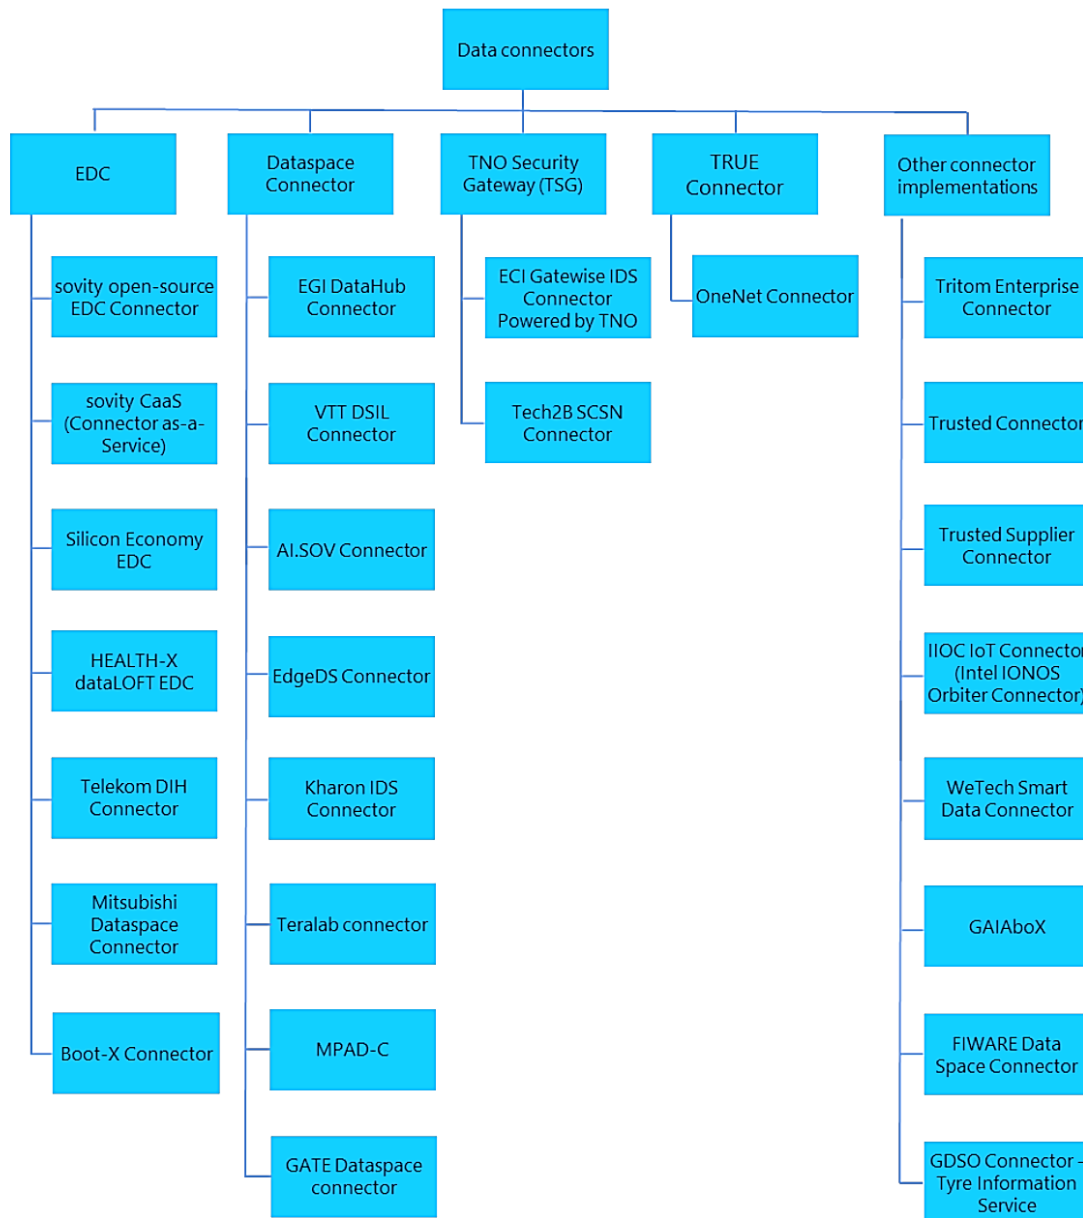 Data connectors
EDC
Dataspace
Connector
TNO Security
Gateway (TSG)
TRUE
Connector
Other connector
implementations
sovity open-source
EDC Connector
sovity CaaS
(Connector as-a-
Service)
Silicon Economy
EDC
HEALTH-X
dataLOFT EDC
Telekom DIH
Connector
Mitsubishi
Dataspace
Connector
Boot-X Connector
EGI DataHub
Connector
VTT DSIL
Connector
AI.SOV Connector
EdgeDS Connector
Kharon IDS
Connector
Teralab connector
MPAD-C
GATE Dataspace
connector
ECI Gatewise IDS
Connector
Powered by TNO
Tech2B SCSN
Connector
OneNet Connector
Tritom Enterprise
Connector
Trusted Connector
Trusted Supplier
Connector
IIOC IoT Connector
(Intel IONOS
Orbiter Connector)
WeTech Smart
Data Connector
GAIAboX
FIWARE Data
Space Connector
GDSO Connector -
Tyre Information
Service